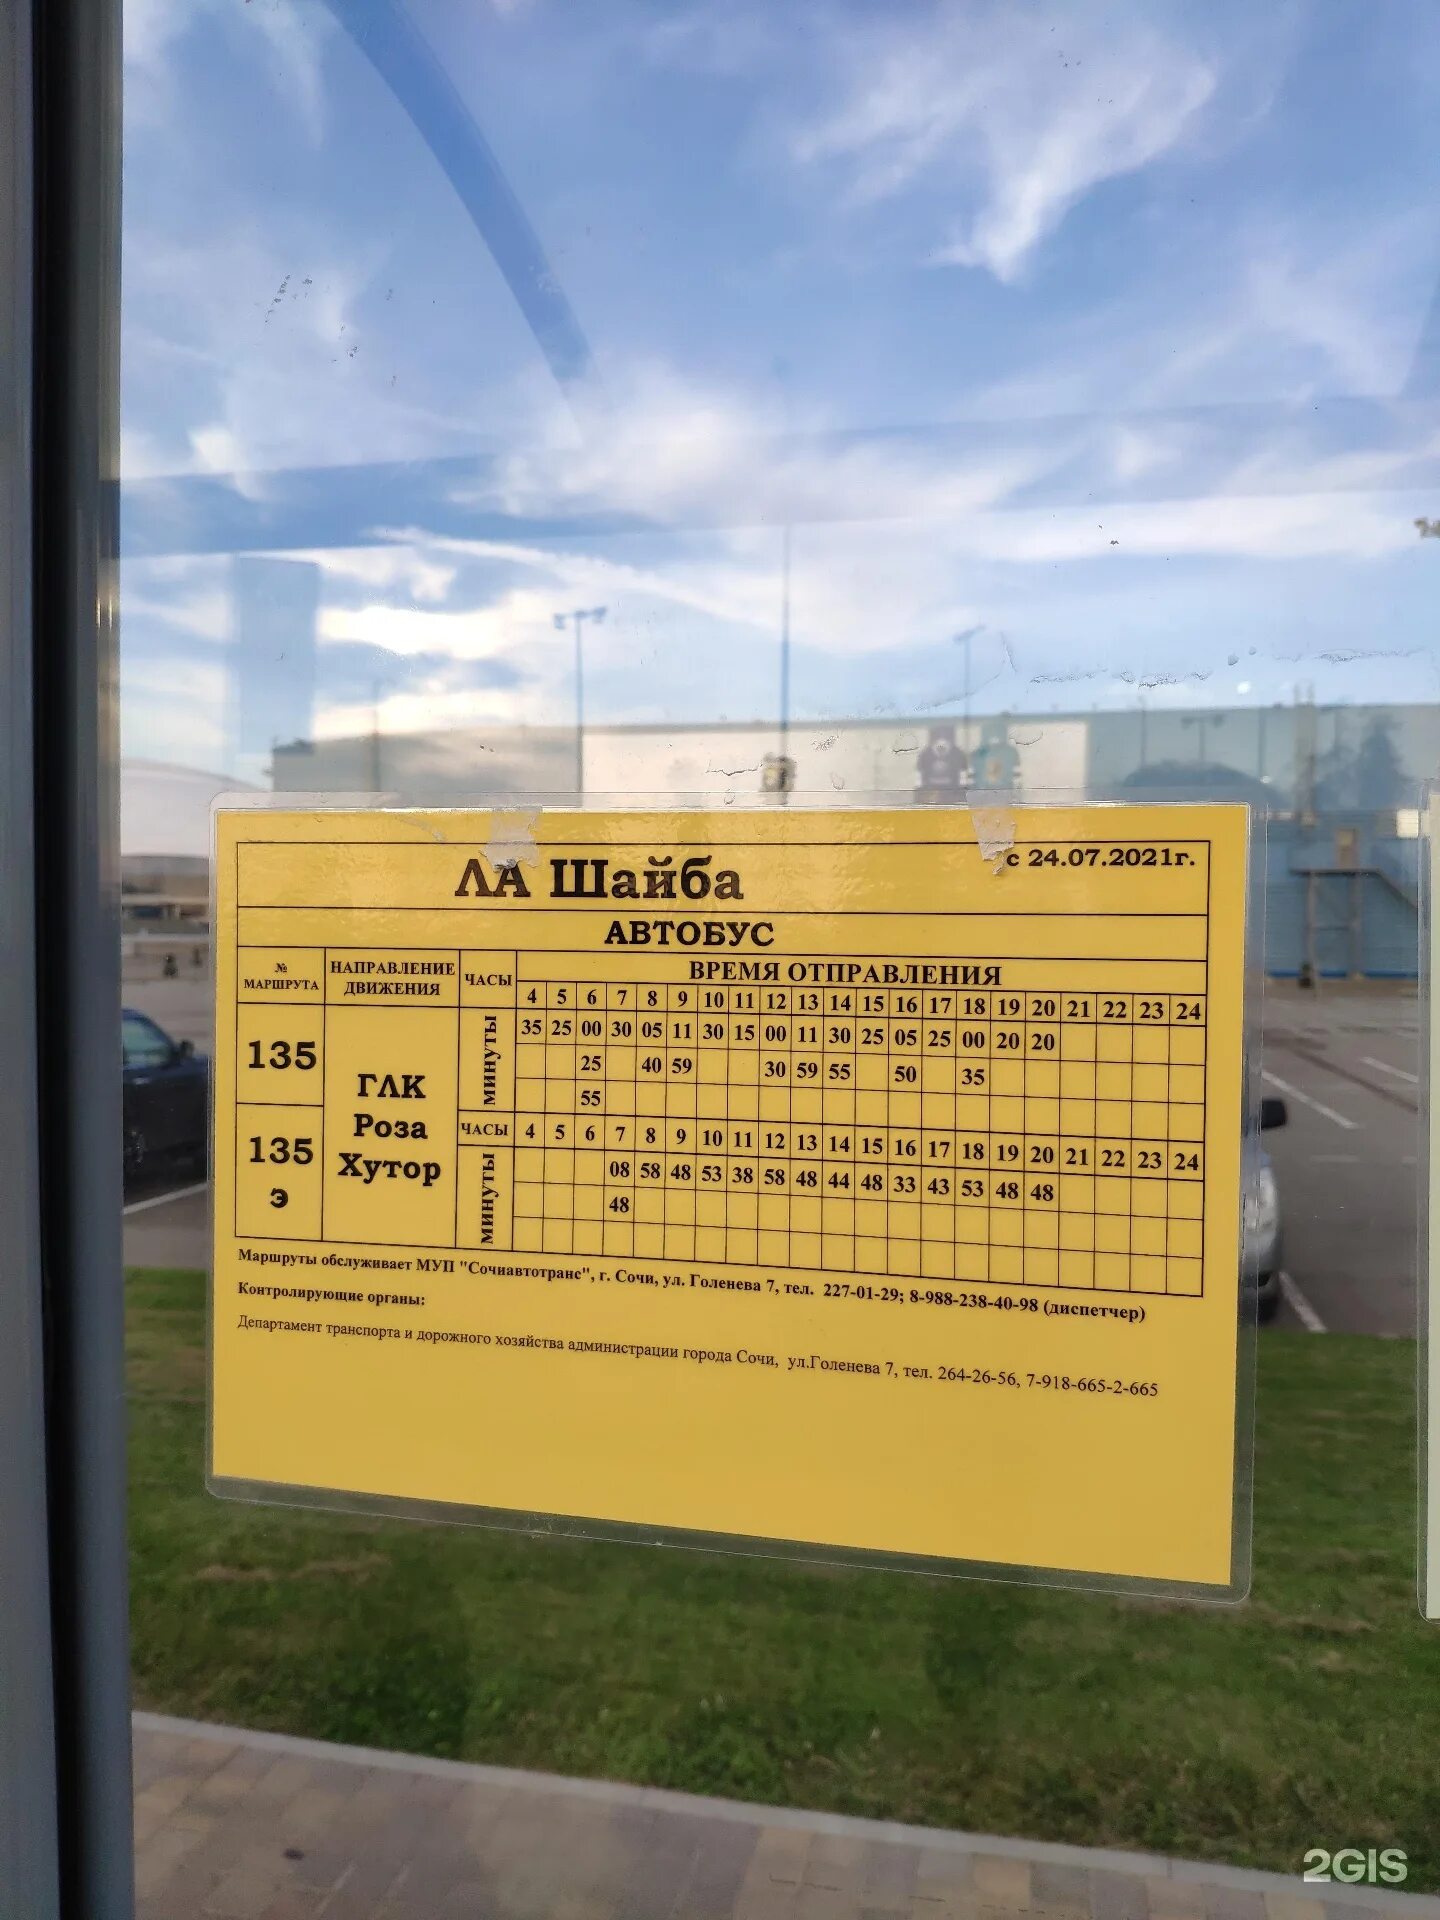 ЛА Шайба
с 24.07.2021г.
АВТОБУС
№ МАРШРУТА
НАПРАВЛЕНИЕ ДВИЖЕНИЯ
ЧАСЫ
ВРЕМЯ ОТПРАВЛЕНИЯ
4 5 6 7 8 9 10 11 12 13 14 15 16 17 18 19 20 21 22 23 24
135
ГЛК Роза Хутор
МИНУТЫ
35 25 00 30 05 11 30 15 00 11 30 25 05 25 00 20 20
25 40 59 30 59 55 50 35
55
135 Э
ЧАСЫ
4 5 6 7 8 9 10 11 12 13 14 15 16 17 18 19 20 21 22 23 24
МИНУТЫ
08 58 48 53 38 58 48 44 48 33 43 53 48 48
48
Маршруты обслуживает МУП "Сочиавтотранс", г. Сочи, ул. Голенева 7, тел. 227-01-29; 8-988-238-40-98 (диспетчер)
Контролирующие органы:
Департамент транспорта и дорожного хозяйства администрации города Сочи, ул.Голенева 7, тел. 264-26-56, 7-918-665-2-665
2GIS